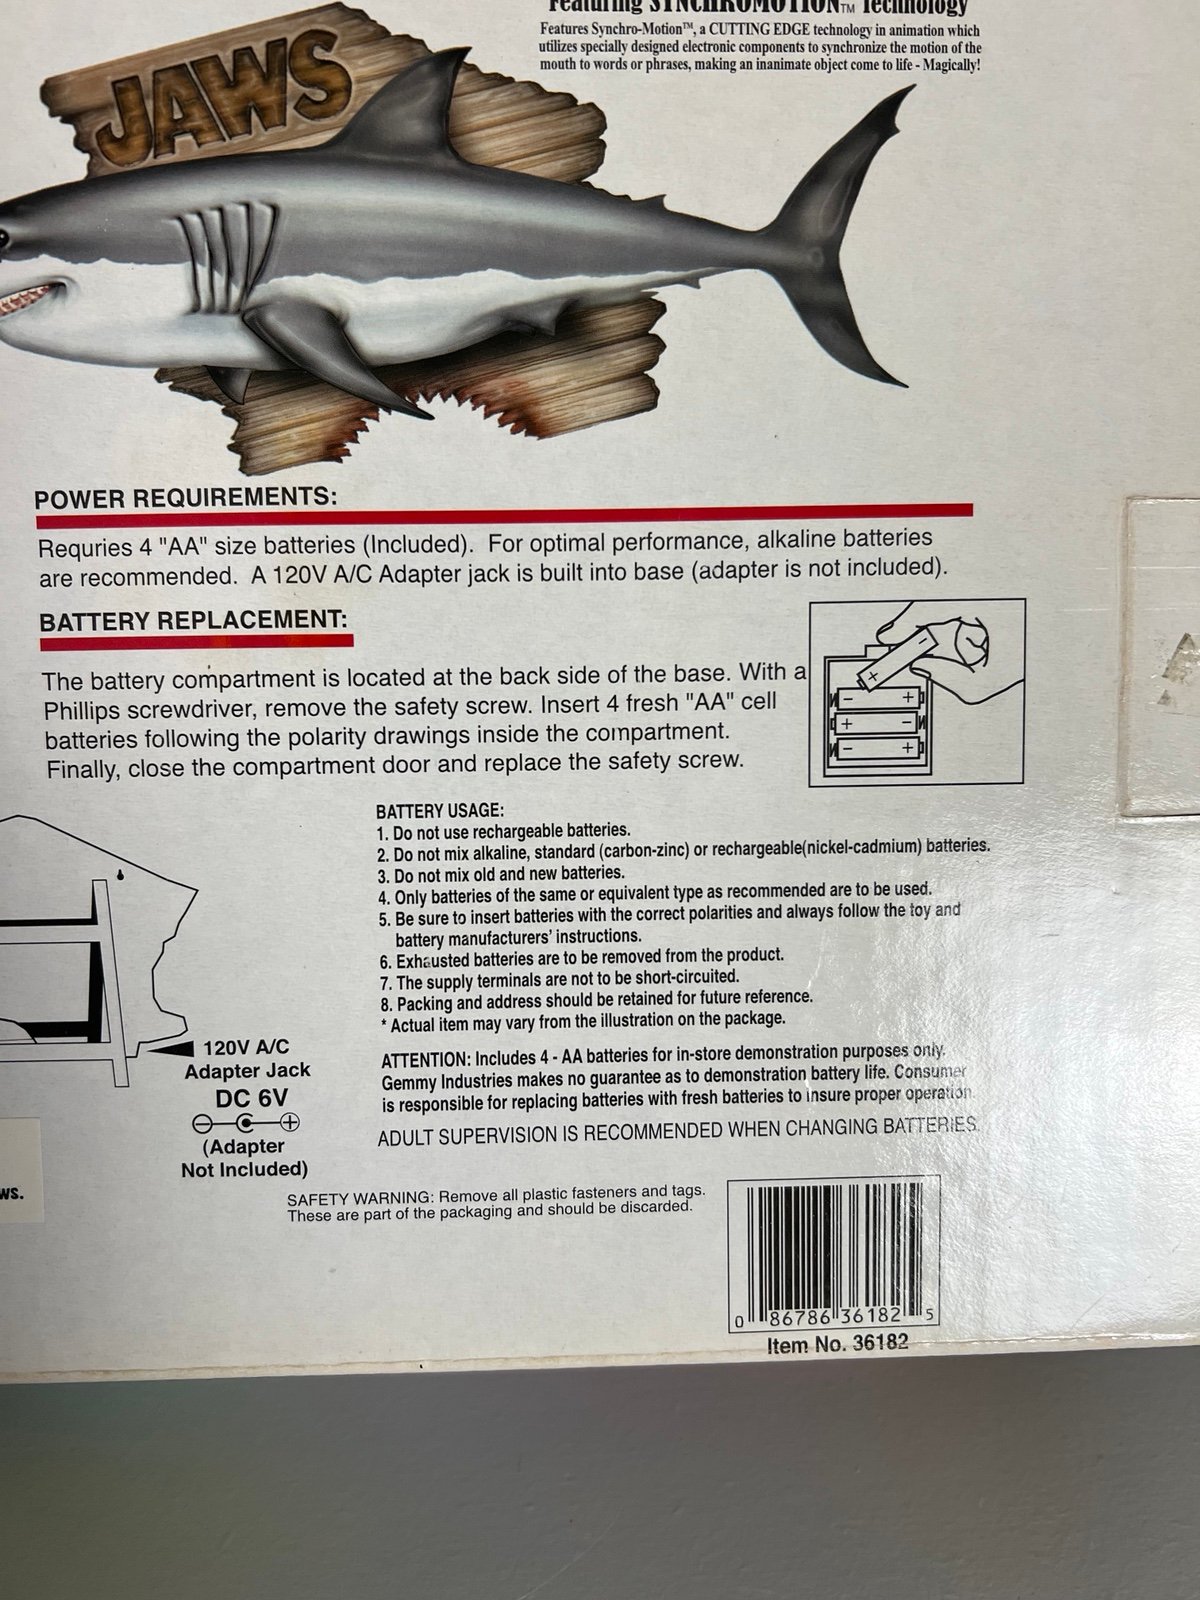 Featuring SYNCHROMOTION™ Technology
Features Synchro-Motion™, a CUTTING EDGE technology in animation which
utilizes specially designed electronic components to synchronize the motion of the
mouth to words or phrases, making an inanimate object come to life - Magically!
JAWS
POWER REQUIREMENTS:
Requries 4 "AA" size batteries (Included). For optimal performance, alkaline batteries
are recommended. A 120V A/C Adapter jack is built into base (adapter is not included).
BATTERY REPLACEMENT:
The battery compartment is located at the back side of the base. With a
Phillips screwdriver, remove the safety screw. Insert 4 fresh "AA" cell
batteries following the polarity drawings inside the compartment.
Finally, close the compartment door and replace the safety screw.
- +
- +
+ -
- +
BATTERY USAGE:
1. Do not use rechargeable batteries.
2. Do not mix alkaline, standard (carbon-zinc) or rechargeable(nickel-cadmium) batteries.
3. Do not mix old and new batteries.
4. Only batteries of the same or equivalent type as recommended are to be used.
5. Be sure to insert batteries with the correct polarities and always follow the toy and
battery manufacturers' instructions.
6. Exhausted batteries are to be removed from the product.
7. The supply terminals are not to be short-circuited.
8. Packing and address should be retained for future reference.
* Actual item may vary from the illustration on the package.
120V A/C
Adapter Jack
DC 6V
- +
(Adapter
Not Included)
ATTENTION: Includes 4 - AA batteries for in-store demonstration purposes only.
Gemmy Industries makes no guarantee as to demonstration battery life. Consumer
is responsible for replacing batteries with fresh batteries to insure proper operation.
ADULT SUPERVISION IS RECOMMENDED WHEN CHANGING BATTERIES.
SAFETY WARNING: Remove all plastic fasteners and tags.
These are part of the packaging and should be discarded.
0 86786 36182 5
Item No. 36182